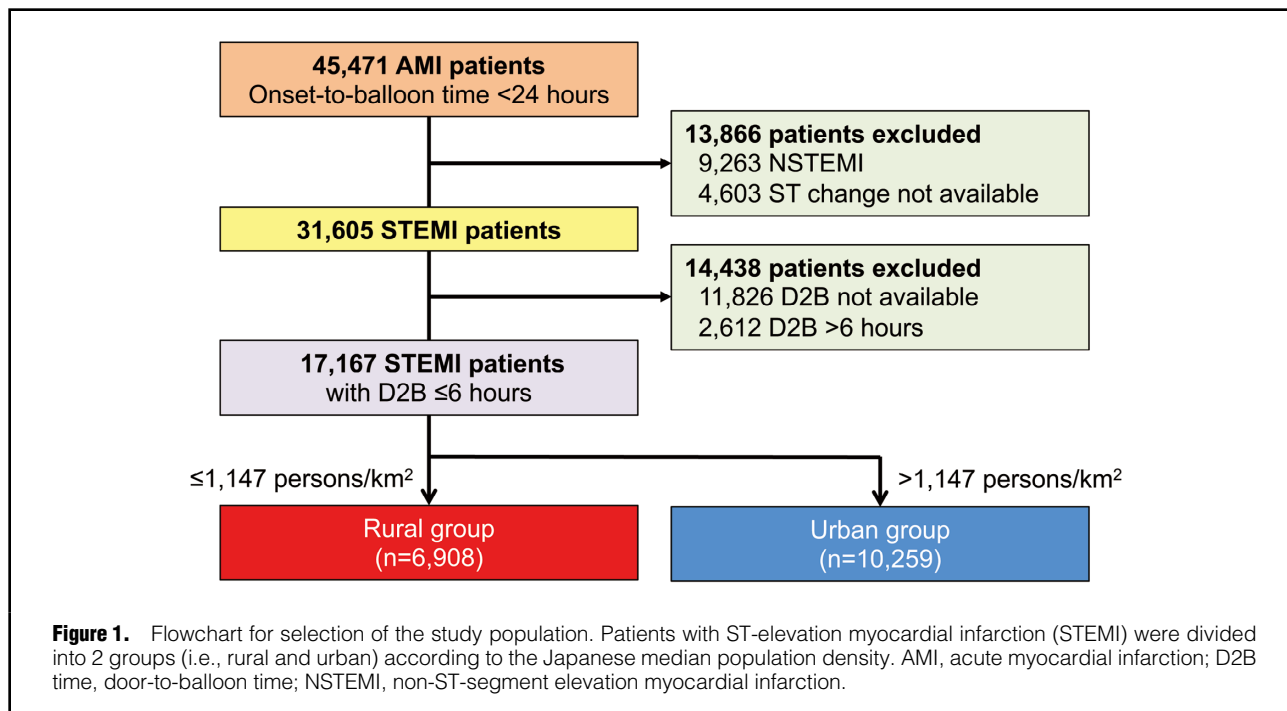 45,471 AMI patients
Onset-to-balloon time <24 hours
13,866 patients excluded
9,263 NSTEMI
4,603 ST change not available
31,605 STEMI patients
14,438 patients excluded
11,826 D2B not available
2,612 D2B >6 hours
17,167 STEMI patients
with D2B ≤6 hours
≤1,147 persons/km²
>1,147 persons/km²
Rural group
(n=6,908)
Urban group
(n=10,259)
Figure 1. Flowchart for selection of the study population. Patients with ST-elevation myocardial infarction (STEMI) were divided
into 2 groups (i.e., rural and urban) according to the Japanese median population density. AMI, acute myocardial infarction; D2B
time, door-to-balloon time; NSTEMI, non-ST-segment elevation myocardial infarction.